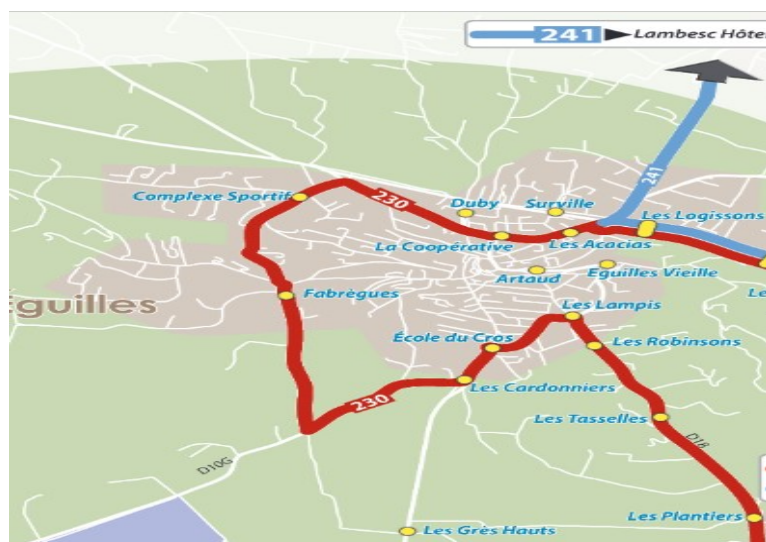 241 Lambesc Hôte
241
Complexe Sportif
230
Duby
Surville
Les Logissons
La Coopérative
Les Acacias
Artaud
Eguilles Vieille
Le
Fabrègues
Éguilles
Les Lampis
École du Cros
Les Robinsons
Les Cardonniers
230
Les Tasselles
D18
D10G
Les Plantiers
Les Grès Hauts